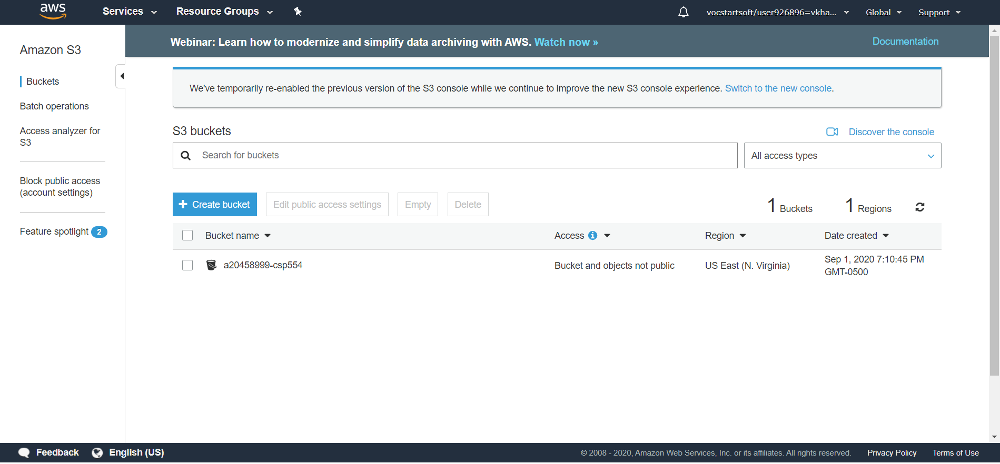 aws
Services
Resource Groups
vocstartsoft/user926896=vkha...
Global
Support
Amazon S3
Buckets
Batch operations
Access analyzer for
S3
Block public access
(account settings)
Feature spotlight 2
Webinar: Learn how to modernize and simplify data archiving with AWS. Watch now »
Documentation
We've temporarily re-enabled the previous version of the S3 console while we continue to improve the new S3 console experience. Switch to the new console.
S3 buckets
Discover the console
Search for buckets
All access types
Create bucket
Edit public access settings
Empty
Delete
1 Buckets
1 Regions
Bucket name
Access
Region
Date created
a20458999-csp554
Bucket and objects not public
US East (N. Virginia)
Sep 1, 2020 7:10:45 PM
GMT-0500
Feedback
English (US)
© 2008 - 2020, Amazon Web Services, Inc. or its affiliates. All rights reserved.
Privacy Policy
Terms of Use